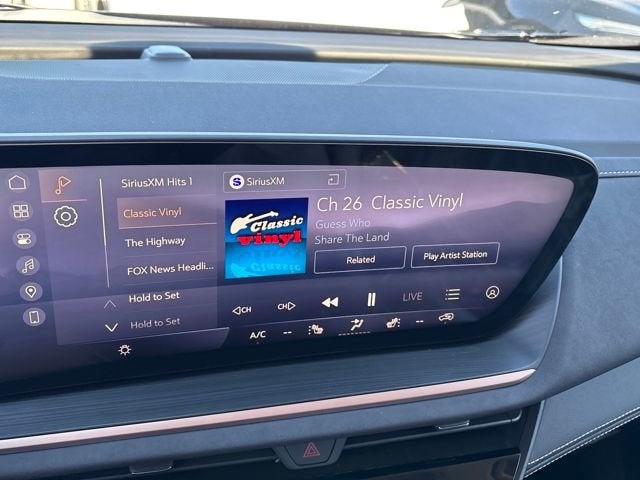 SiriusXM Hits 1
Classic Vinyl
The Highway
FOX News Headli...
Hold to Set
Hold to Set
S SiriusXM
Classic
vinyl
Classic
Ch 26 Classic Vinyl
Guess Who
Share The Land
Related
Play Artist Station
CH
CH
LIVE
A/C
--
--